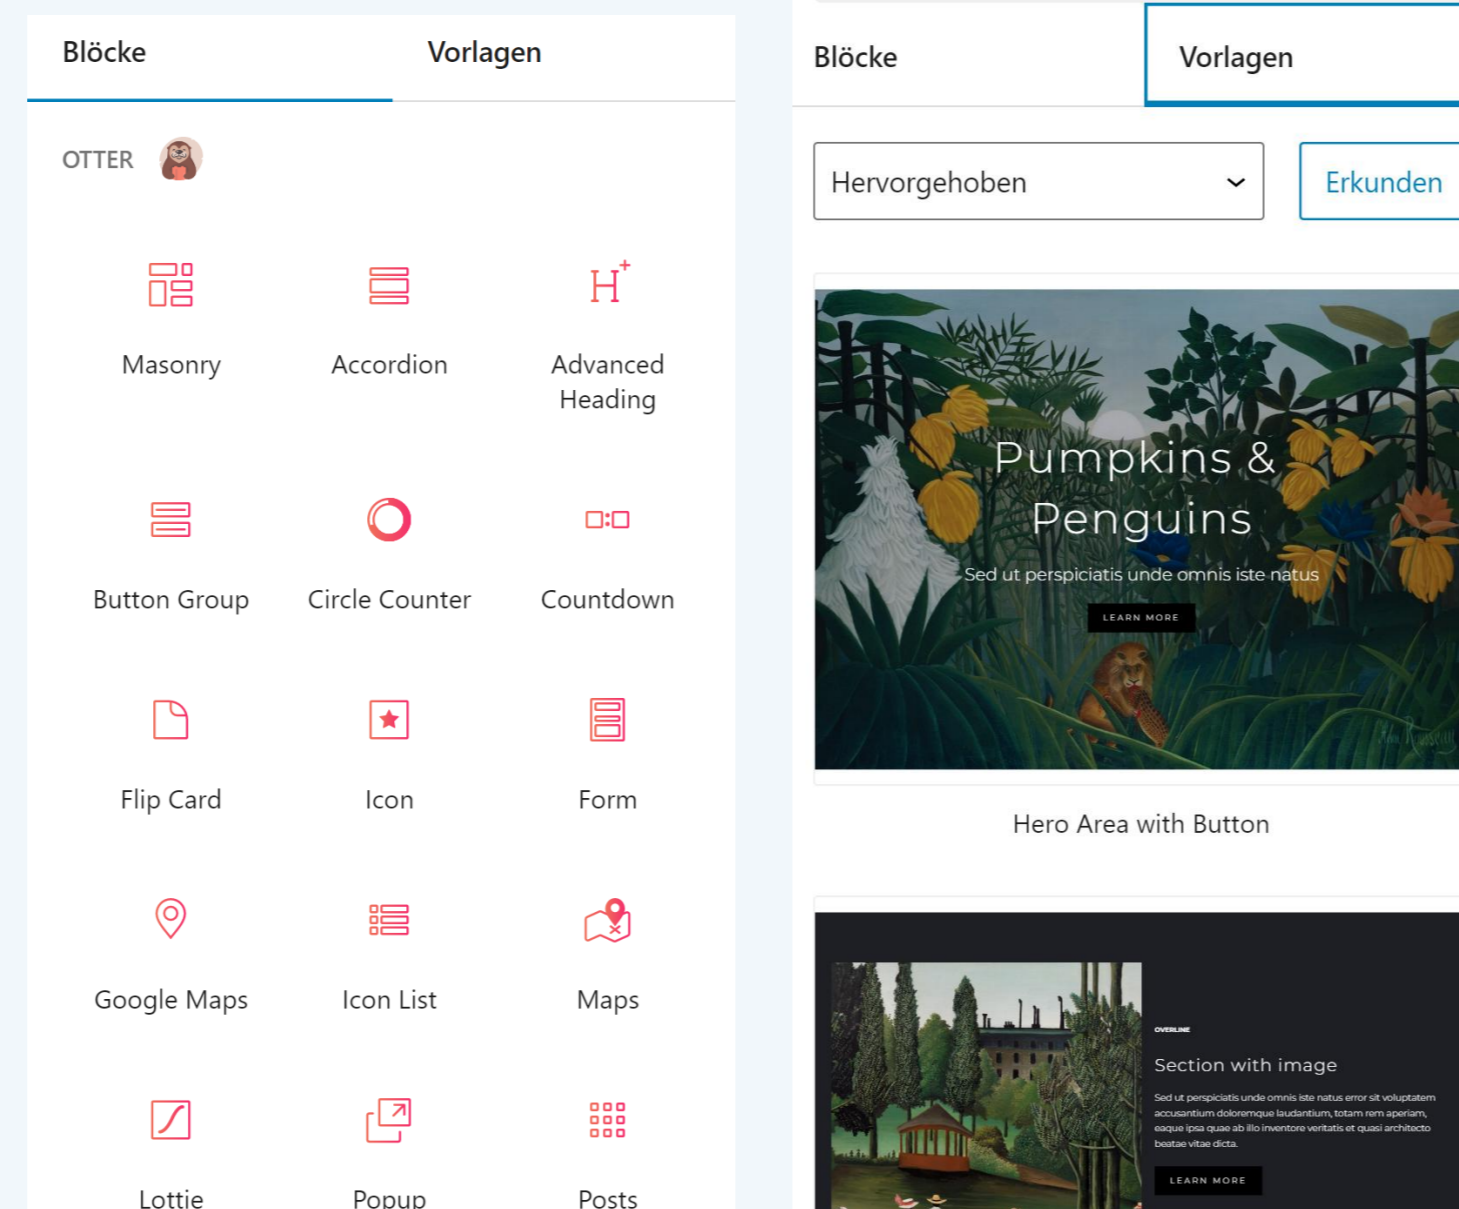 Blöcke
Vorlagen
OTTER
Masonry
Accordion
Advanced
Heading
Button Group
Circle Counter
Countdown
Flip Card
Icon
Form
Google Maps
Icon List
Maps
Lottie
Popup
Posts
Blöcke
Vorlagen
Hervorgehoben
Erkunden
Pumpkins &
Penguins
Sed ut perspiciatis unde omnis iste natus
LEARN MORE
Hero Area with Button
OVERLINE
Section with image
Sed ut perspiciatis unde omnis iste natus error sit voluptatem
accusantium doloremque laudantium, totam rem aperiam,
eaque ipsa quae ab illo inventore veritatis et quasi architecto
beatae vitae dicta.
LEARN MORE